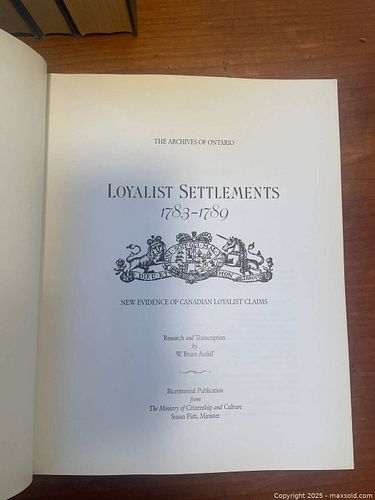 THE ARCHIVES OF ONTARIO
LOYALIST SETTLEMENTS
1783-1789
NEW EVIDENCE OF CANADIAN LOYALIST CLAIMS
Research and Transcription
by
W. Bruce Antliff
Bicentennial Publication
from
The Ministry of Citizenship and Culture
Susan Fish, Minister
Copyright 2025 - maxsold.com